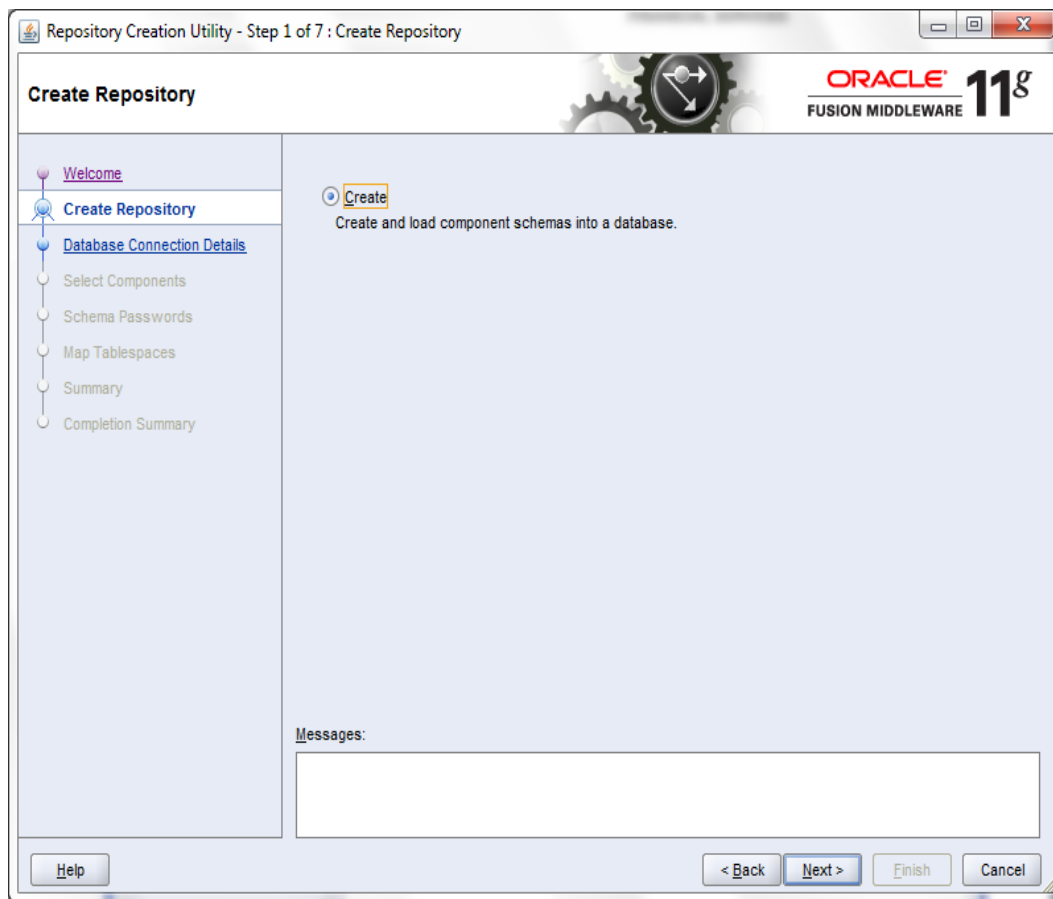 Repository Creation Utility - Step 1 of 7 : Create Repository
Create Repository
ORACLE
FUSION MIDDLEWARE
11g
Welcome
Create Repository
Database Connection Details
Select Components
Schema Passwords
Map Tablespaces
Summary
Completion Summary
Create
Create and load component schemas into a database.
Messages:
Help
< Back
Next >
Finish
Cancel